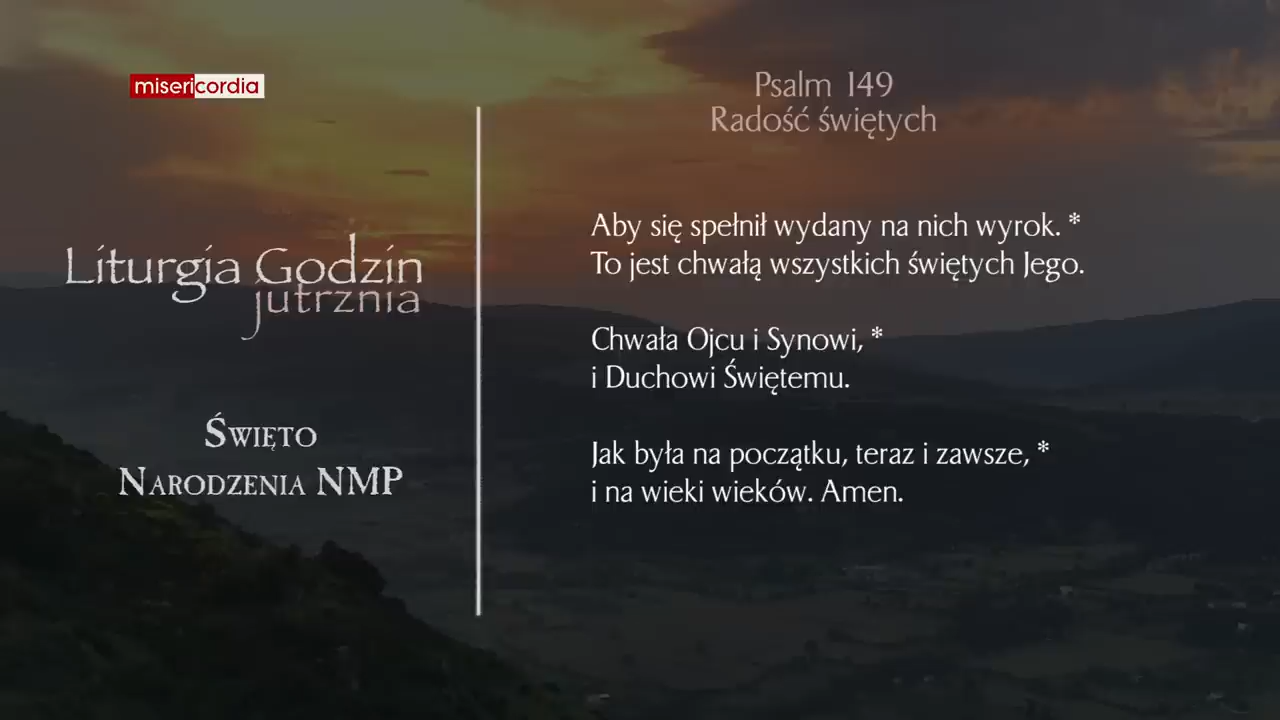 misericordia
Liturgia Godzin
jutrznia
Święto
Narodzenia NMP
Psalm 149
Radość świętych
Aby się spełnił wydany na nich wyrok. *
To jest chwałą wszystkich świętych Jego.
Chwała Ojcu i Synowi, *
i Duchowi Świętemu.
Jak była na początku, teraz i zawsze, *
i na wieki wieków. Amen.